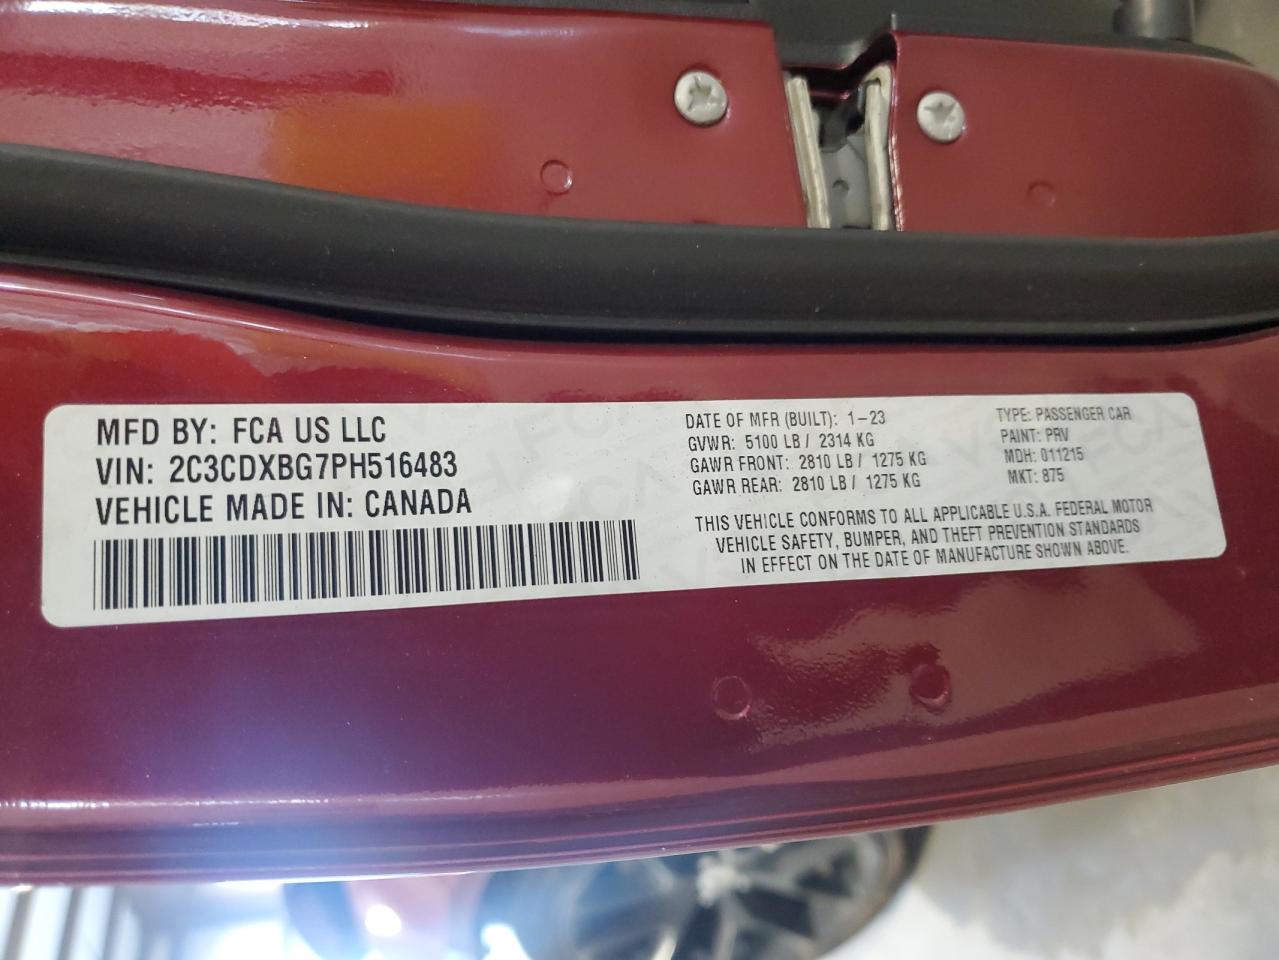 MFD BY: FCA US LLC
VIN: 2C3CDXBG7PH516483
VEHICLE MADE IN: CANADA
DATE OF MFR (BUILT): 1-23
GVWR: 5100 LB / 2314 KG
GAWR FRONT: 2810 LB / 1275 KG
GAWR REAR: 2810 LB / 1275 KG
TYPE: PASSENGER CAR
PAINT: PRV
MDH: 011215
MKT: 875
THIS VEHICLE CONFORMS TO ALL APPLICABLE U.S.A. FEDERAL MOTOR
VEHICLE SAFETY, BUMPER, AND THEFT PREVENTION STANDARDS
IN EFFECT ON THE DATE OF MANUFACTURE SHOWN ABOVE.